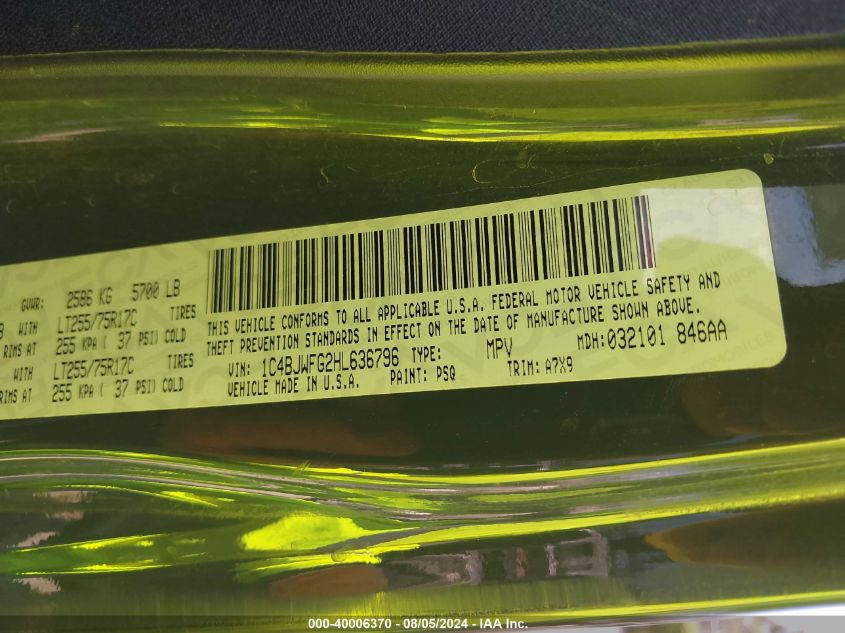 GVWR: 2586 KG 5700 LB
WITH LT255/75R17C TIRES
RIMS AT 255 KPA ( 37 PSI) COLD
WITH LT255/75R17C TIRES
RIMS AT 255 KPA ( 37 PSI) COLD
THIS VEHICLE CONFORMS TO ALL APPLICABLE U.S.A. FEDERAL MOTOR VEHICLE SAFETY AND
THEFT PREVENTION STANDARDS IN EFFECT ON THE DATE OF MANUFACTURE SHOWN ABOVE.
VIN: 1C4BJWFG2HL636796 TYPE: MPV MDH:032101 846AA
VEHICLE MADE IN U.S.A. PAINT: PSQ TRIM: A7X9
000-40006370 - 08/05/2024 - IAA Inc.